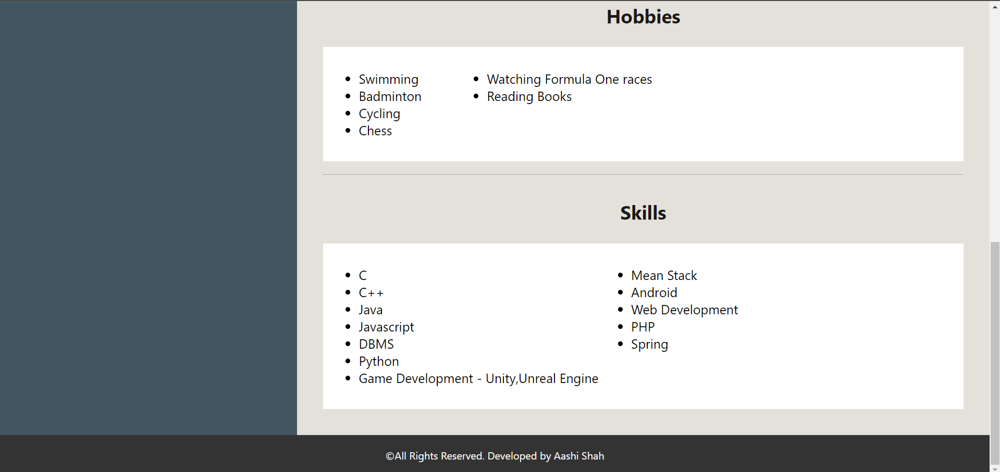 Hobbies
Swimming
Badminton
Cycling
Chess
Watching Formula One races
Reading Books
Skills
C
C++
Java
Javascript
DBMS
Python
Game Development - Unity,Unreal Engine
Mean Stack
Android
Web Development
PHP
Spring
©All Rights Reserved. Developed by Aashi Shah